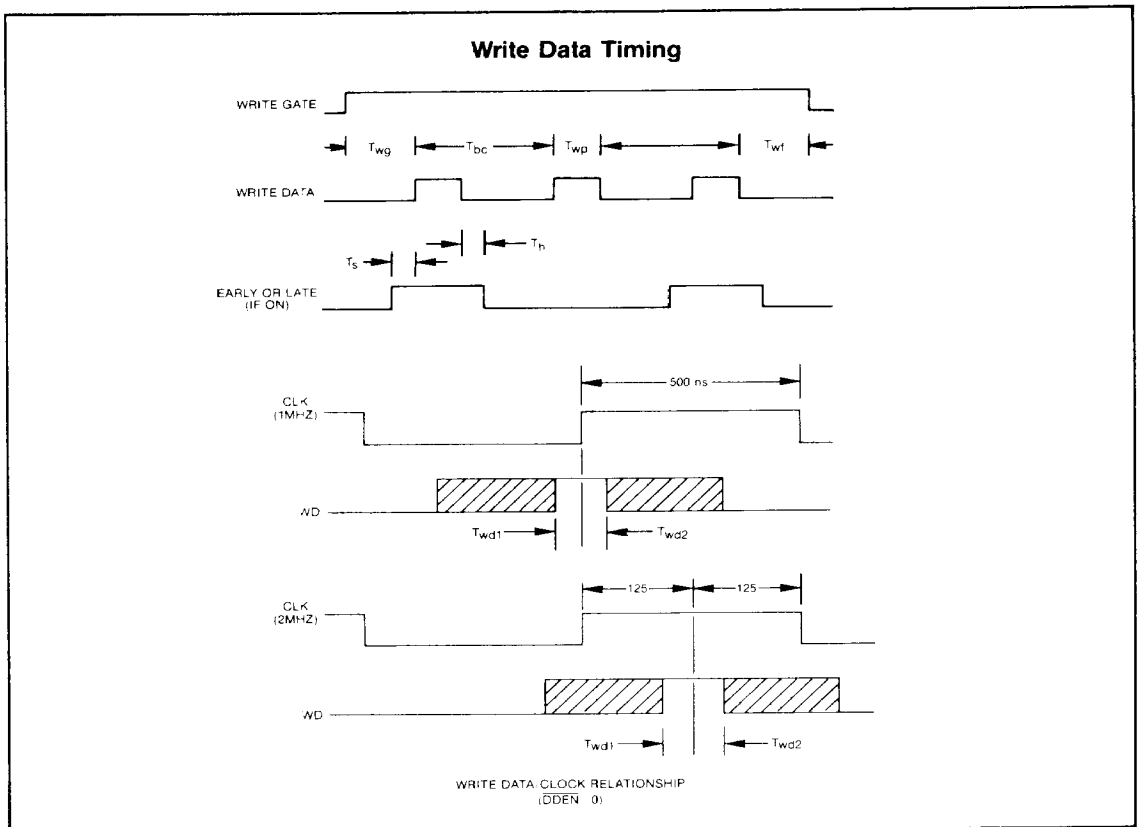 Write Data Timing
WRITE GATE
Twg Tbc Twp Twf
WRITE DATA
Th
Ts
EARLY OR LATE
(IF ON)
500 ns
CLK
(1MHZ)
WD
Twd1 Twd2
125 125
CLK
(2MHZ)
WD
Twd1 Twd2
WRITE DATA/CLOCK RELATIONSHIP
(DDEN 0)